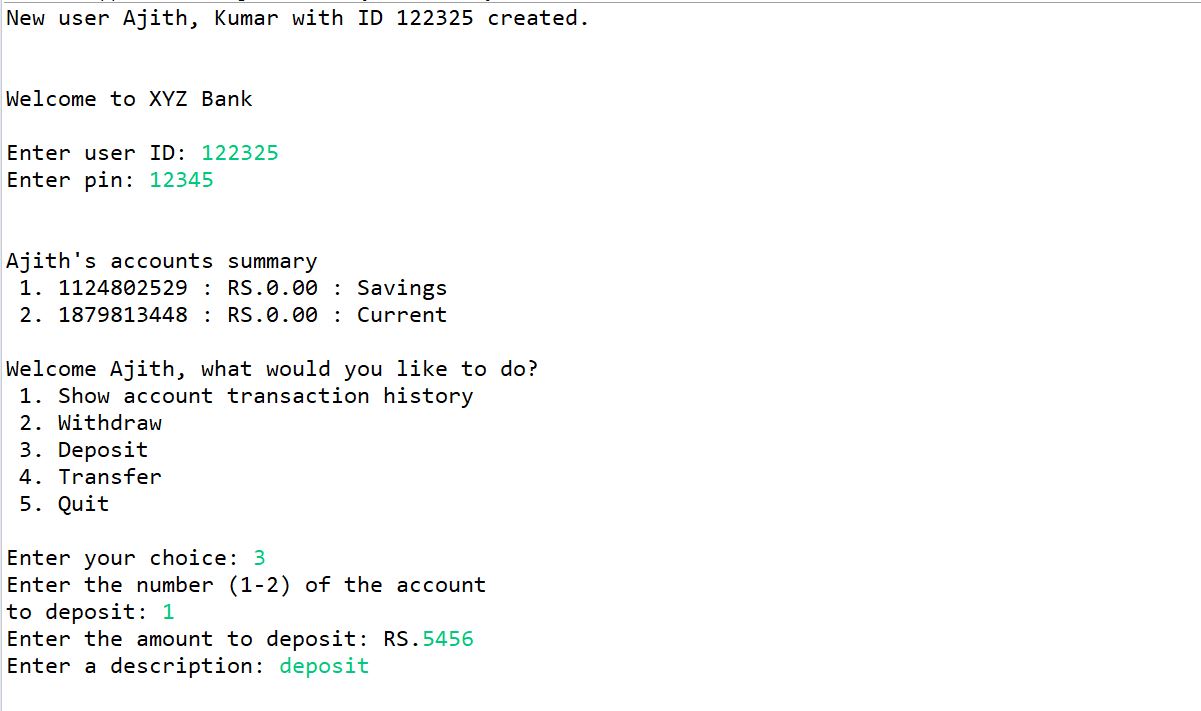 New user Ajith, Kumar with ID 122325 created.
Welcome to XYZ Bank
Enter user ID: 122325
Enter pin: 12345
Ajith's accounts summary
1. 1124802529 : RS.0.00 : Savings
2. 1879813448 : RS.0.00 : Current
Welcome Ajith, what would you like to do?
1. Show account transaction history
2. Withdraw
3. Deposit
4. Transfer
5. Quit
Enter your choice: 3
Enter the number (1-2) of the account
to deposit: 1
Enter the amount to deposit: RS.5456
Enter a description: deposit